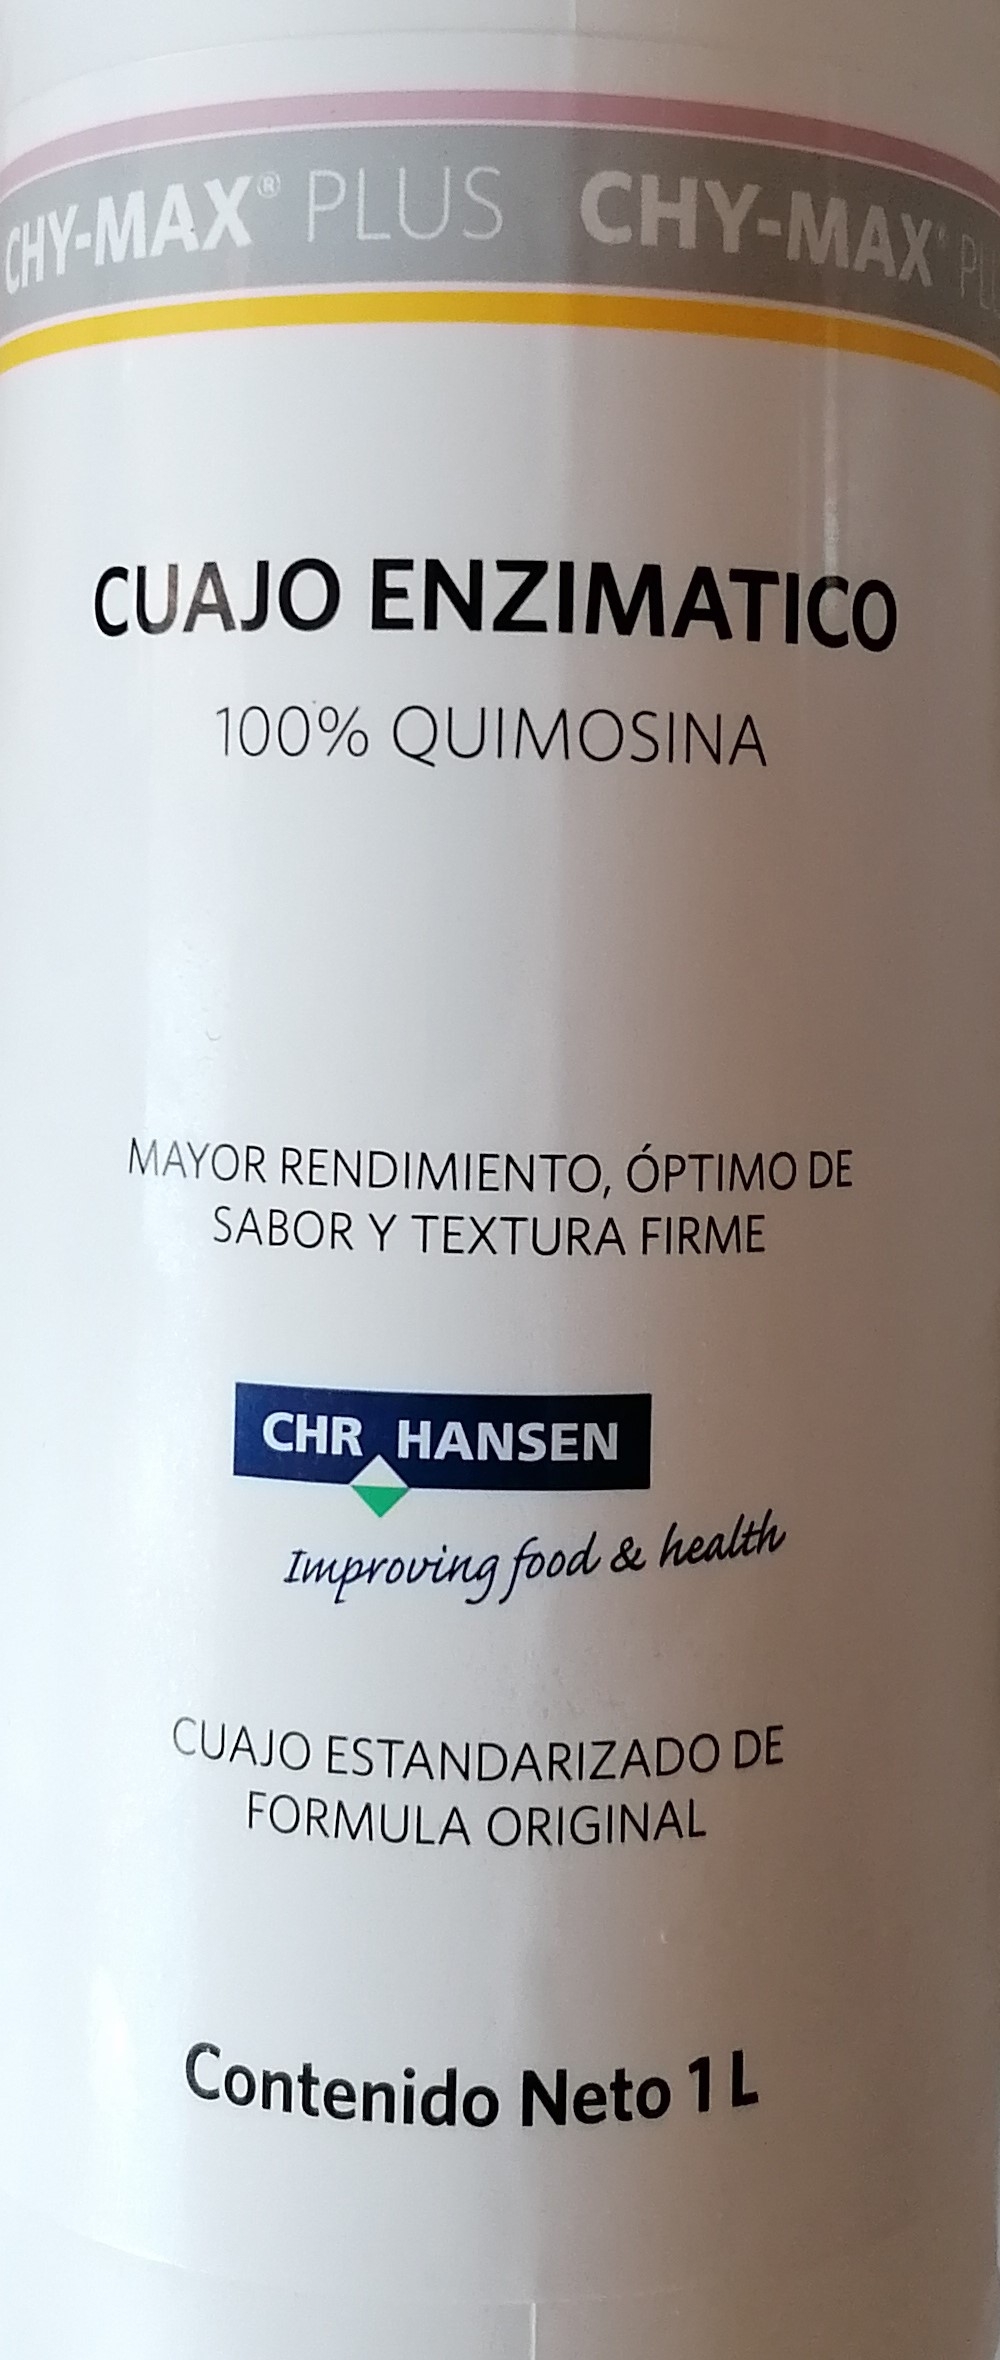 CHY-MAX® PLUS CHY-MAX® PLU
CUAJO ENZIMATICO
100% QUIMOSINA
MAYOR RENDIMIENTO, ÓPTIMO DE
SABOR Y TEXTURA FIRME
CHR HANSEN
Improving food & health
CUAJO ESTANDARIZADO DE
FORMULA ORIGINAL
Contenido Neto 1 L